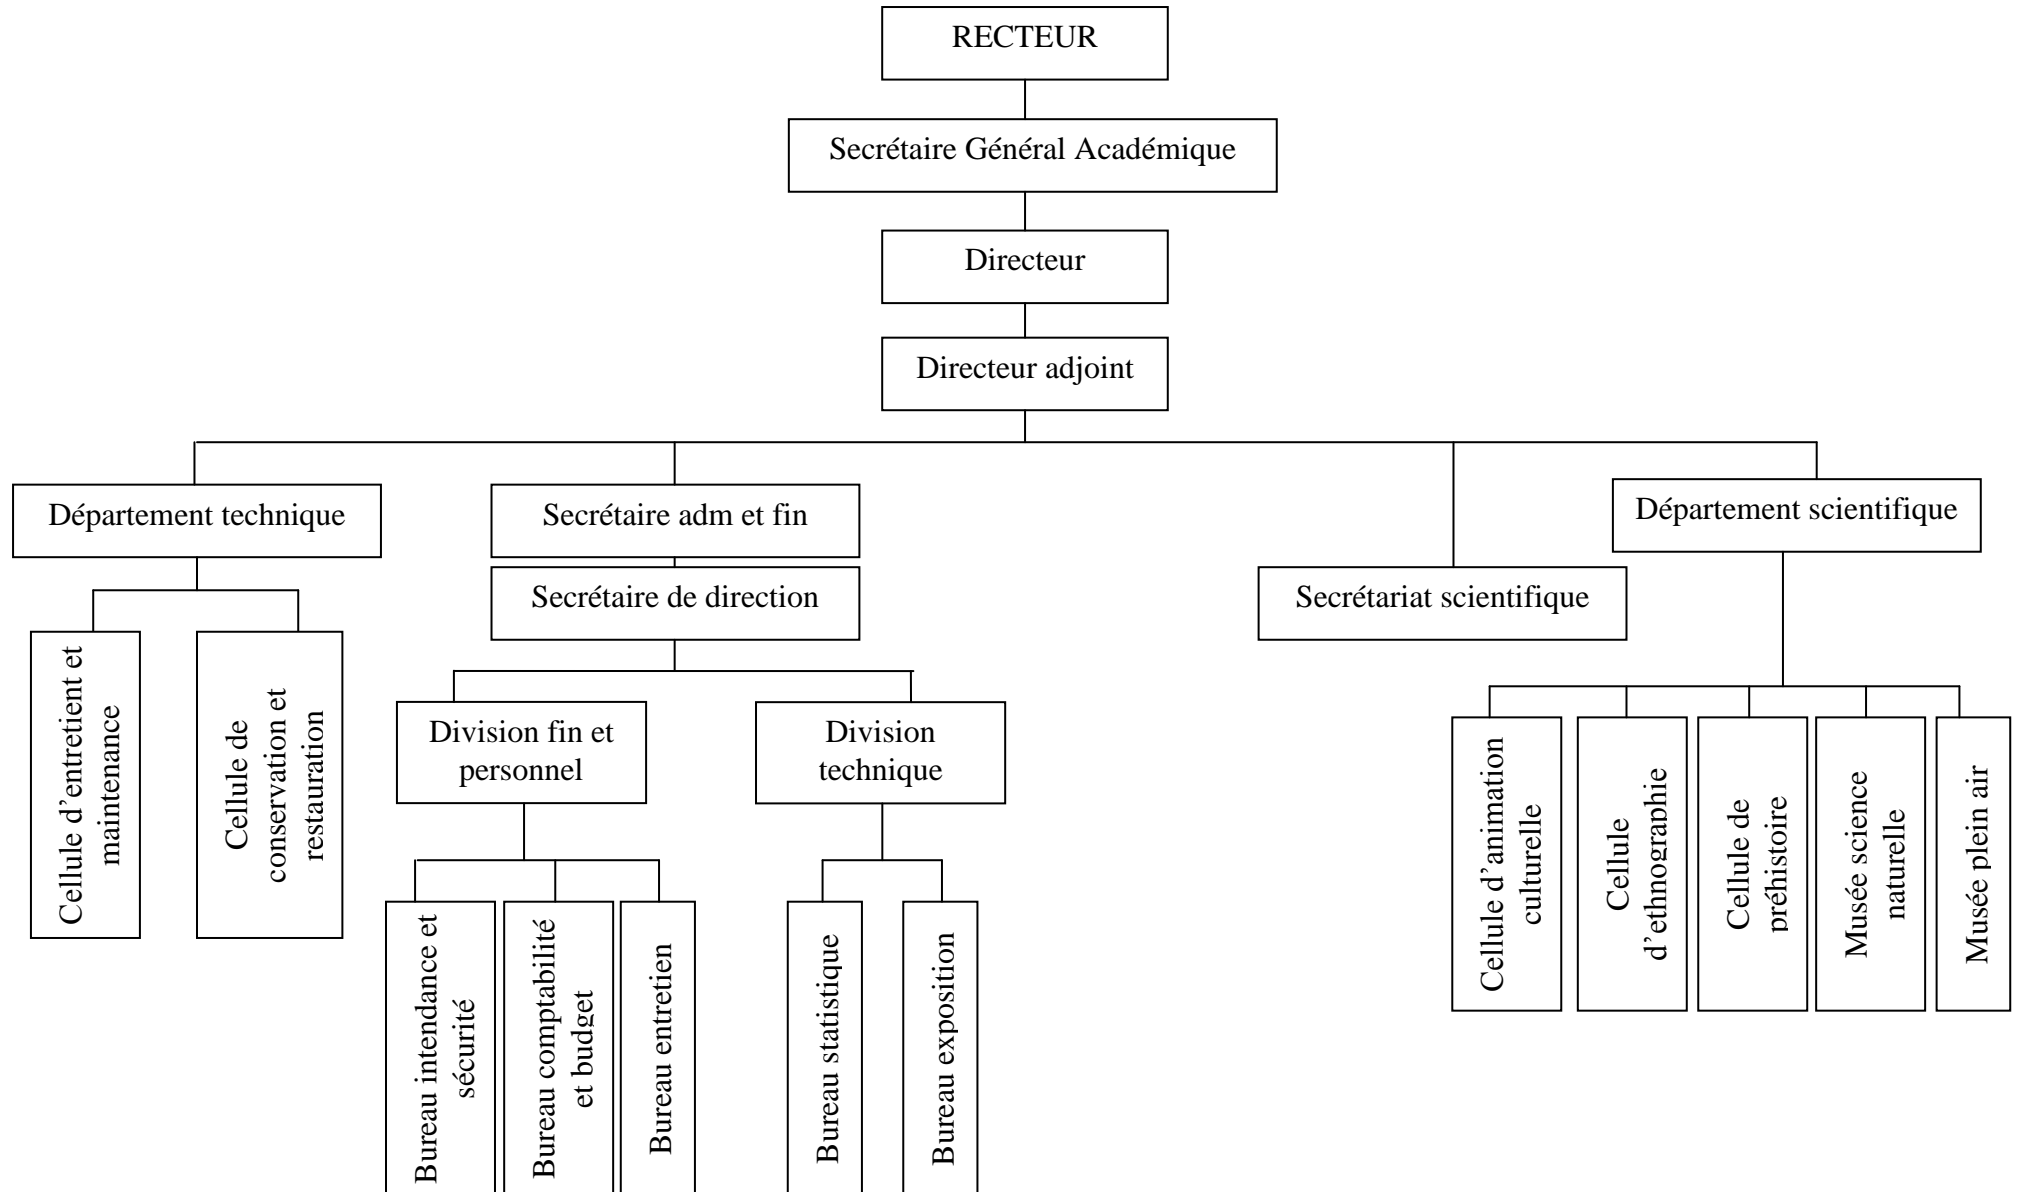 RECTEUR
Secrétaire Général Académique
Directeur
Directeur adjoint
Département technique
Secrétaire adm et fin
Département scientifique
Secrétaire de direction
Secrétariat scientifique
Cellule d’entretient et
maintenance
Cellule de
conservation et
restauration
Division fin et
personnel
Division
technique
Cellule d’animation
culturelle
Cellule
d’ethnographie
Cellule de
préhistoire
Musée science
naturelle
Musée plein air
Bureau intendance et
sécurité
Bureau comptabilité
et budget
Bureau entretien
Bureau statistique
Bureau exposition